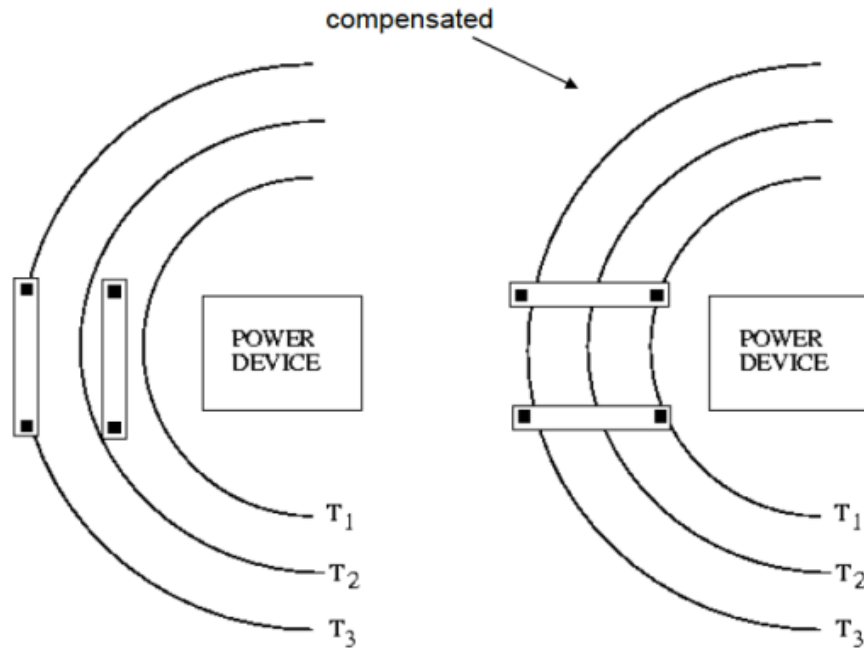 compensated
POWER
DEVICE
T1
T2
T3
POWER
DEVICE
T1
T2
T3